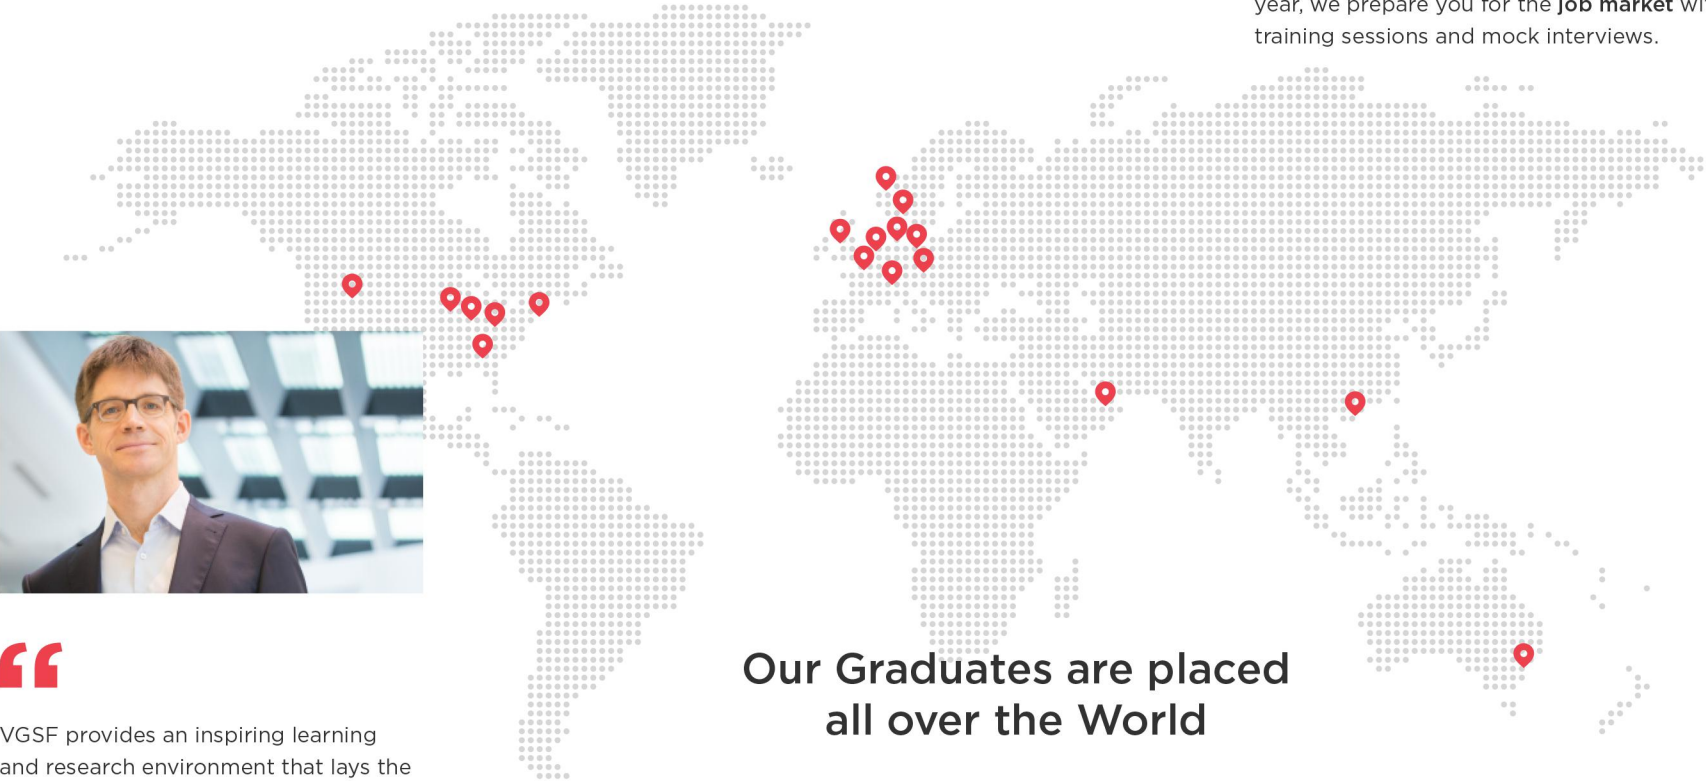 year, we prepare you for the job market
training sessions and mock interviews.
Our Graduates are placed
all over the World
“
VGSF provides an inspiring learning
and research environment that lays the